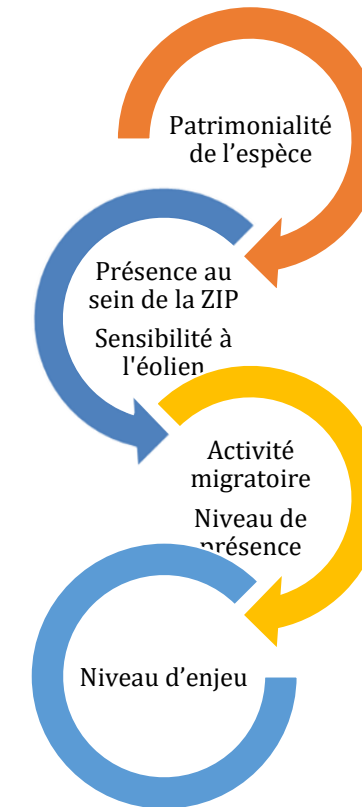 Patrimonialité
de l’espèce
Présence au
sein de la ZIP
Sensibilité à
l'éolien
Activité
migratoire
Niveau de
présence
Niveau d’enjeu